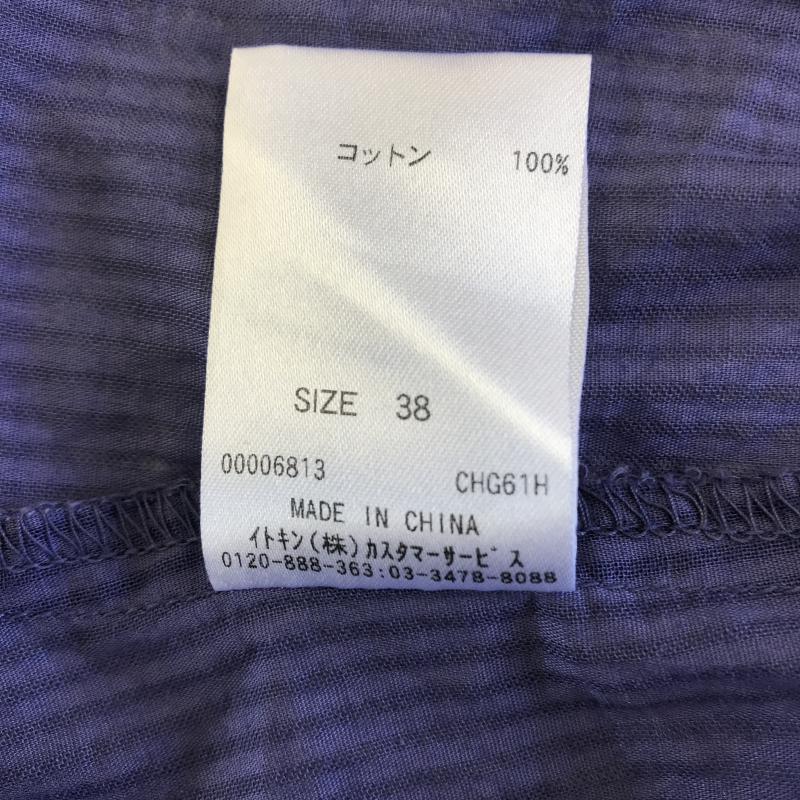 コットン 100%
SIZE 38
00006813 CHG61H
MADE IN CHINA
イトキン(株)カスタマーサービス
0120-888-363:03-3478-8088